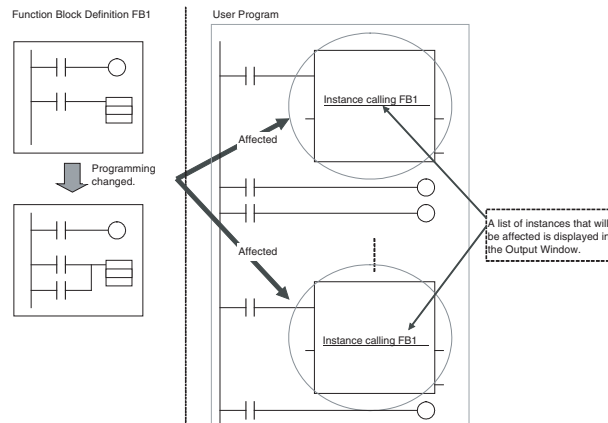 Function Block Definition FB1
User Program
Instance calling FB1
Affected
Programming
changed.
A list of instances that will
be affected is displayed in
the Output Window.
Affected
Instance calling FB1